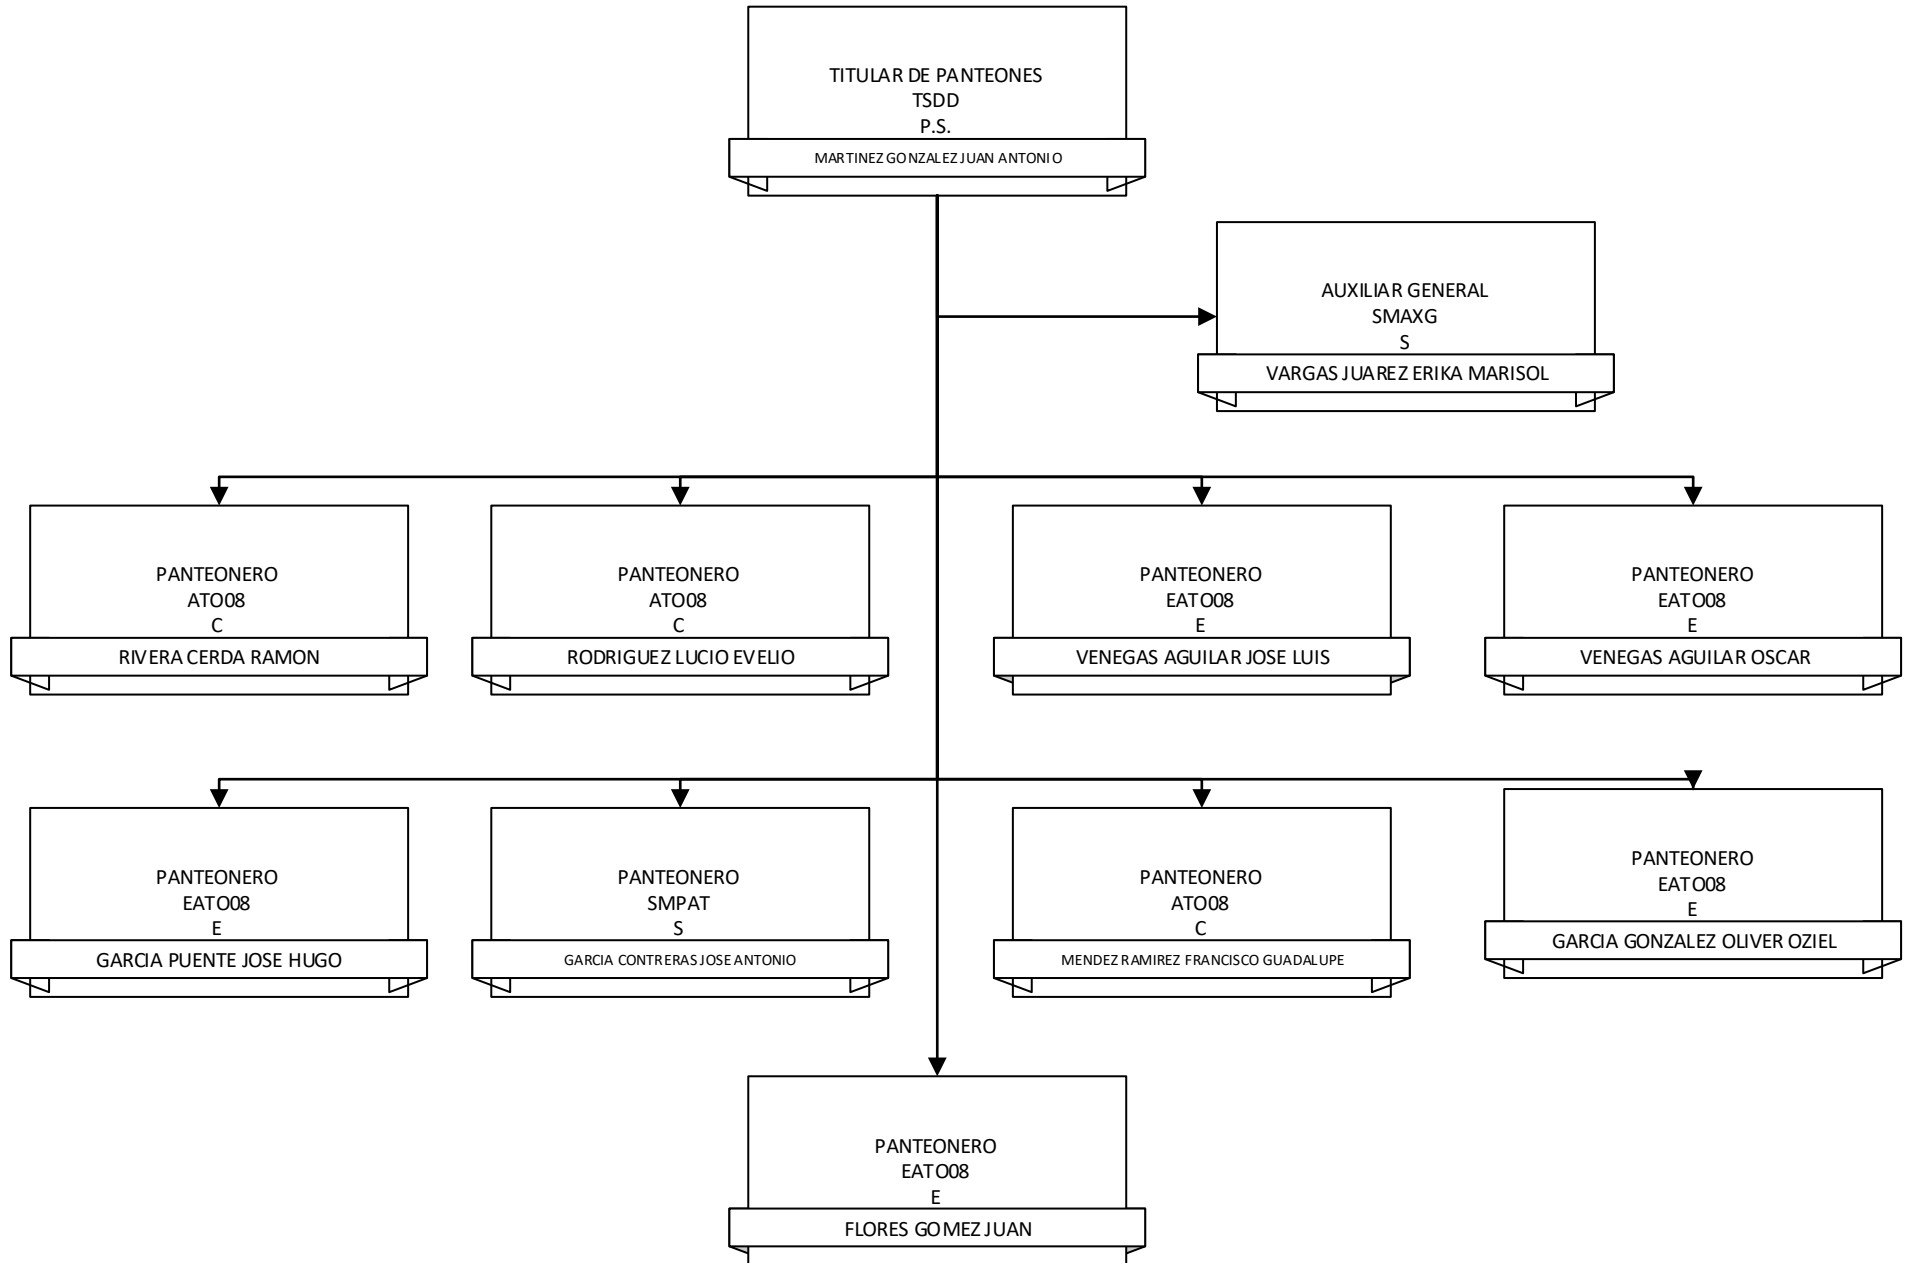 TITULAR DE PANTEONES
TSDD
P.S.
MARTINEZ GONZALEZ JUAN ANTONIO
AUXILIAR GENERAL
SMAXG
S
VARGAS JUAREZ ERIKA MARISOL
PANTEONERO
ATO08
C
RIVERA CERDA RAMON
PANTEONERO
ATO08
C
RODRIGUEZ LUCIO EVELIO
PANTEONERO
EATO08
E
VENEGAS AGUILAR JOSE LUIS
PANTEONERO
EATO08
E
VENEGAS AGUILAR OSCAR
PANTEONERO
EATO08
E
GARCIA PUENTE JOSE HUGO
PANTEONERO
SMPAT
S
GARCIA CONTRERAS JOSE ANTONIO
PANTEONERO
ATO08
C
MENDEZ RAMIREZ FRANCISCO GUADALUPE
PANTEONERO
EATO08
E
GARCIA GONZALEZ OLIVER OZIEL
PANTEONERO
EATO08
E
FLORES GOMEZ JUAN